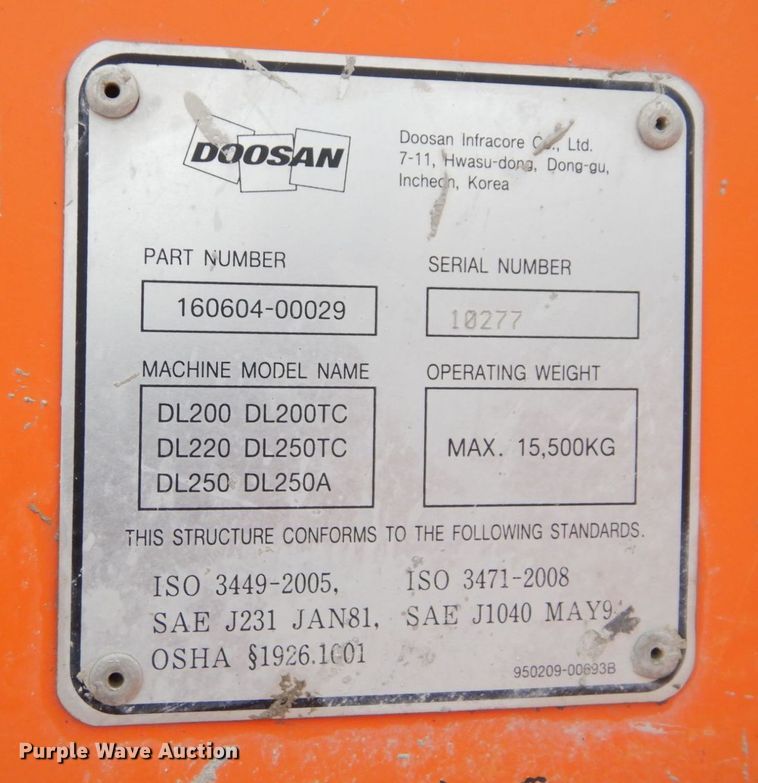 DOOSAN
Doosan Infracore Co., Ltd.
7-11, Hwasu-dong, Dong-gu,
Incheon, Korea
PART NUMBER
160604-00029
SERIAL NUMBER
10277
MACHINE MODEL NAME
DL200 DL200TC
DL220 DL250TC
DL250 DL250A
OPERATING WEIGHT
MAX. 15,500KG
THIS STRUCTURE CONFORMS TO THE FOLLOWING STANDARDS.
ISO 3449-2005, ISO 3471-2008
SAE J231 JAN81, SAE J1040
OSHA §1926.1001
950209-00693B
Purple Wave Auction